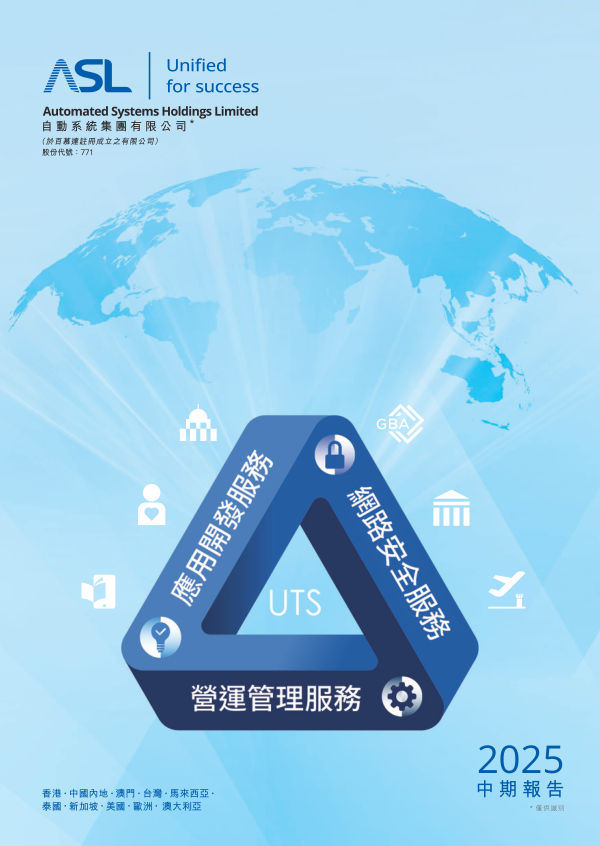 ASL
Unified
for success
Automated Systems Holdings Limited
自動系統集團有限公司*
(於百慕達註冊成立之有限公司)
股份代號：771
GBA
應用開發服務
網路安全服務
UTS
營運管理服務
2025
中期報告
* 僅供識別
香港‧中國內地‧澳門‧台灣‧馬來西亞‧
泰國‧新加坡‧美國‧歐洲‧澳大利亞